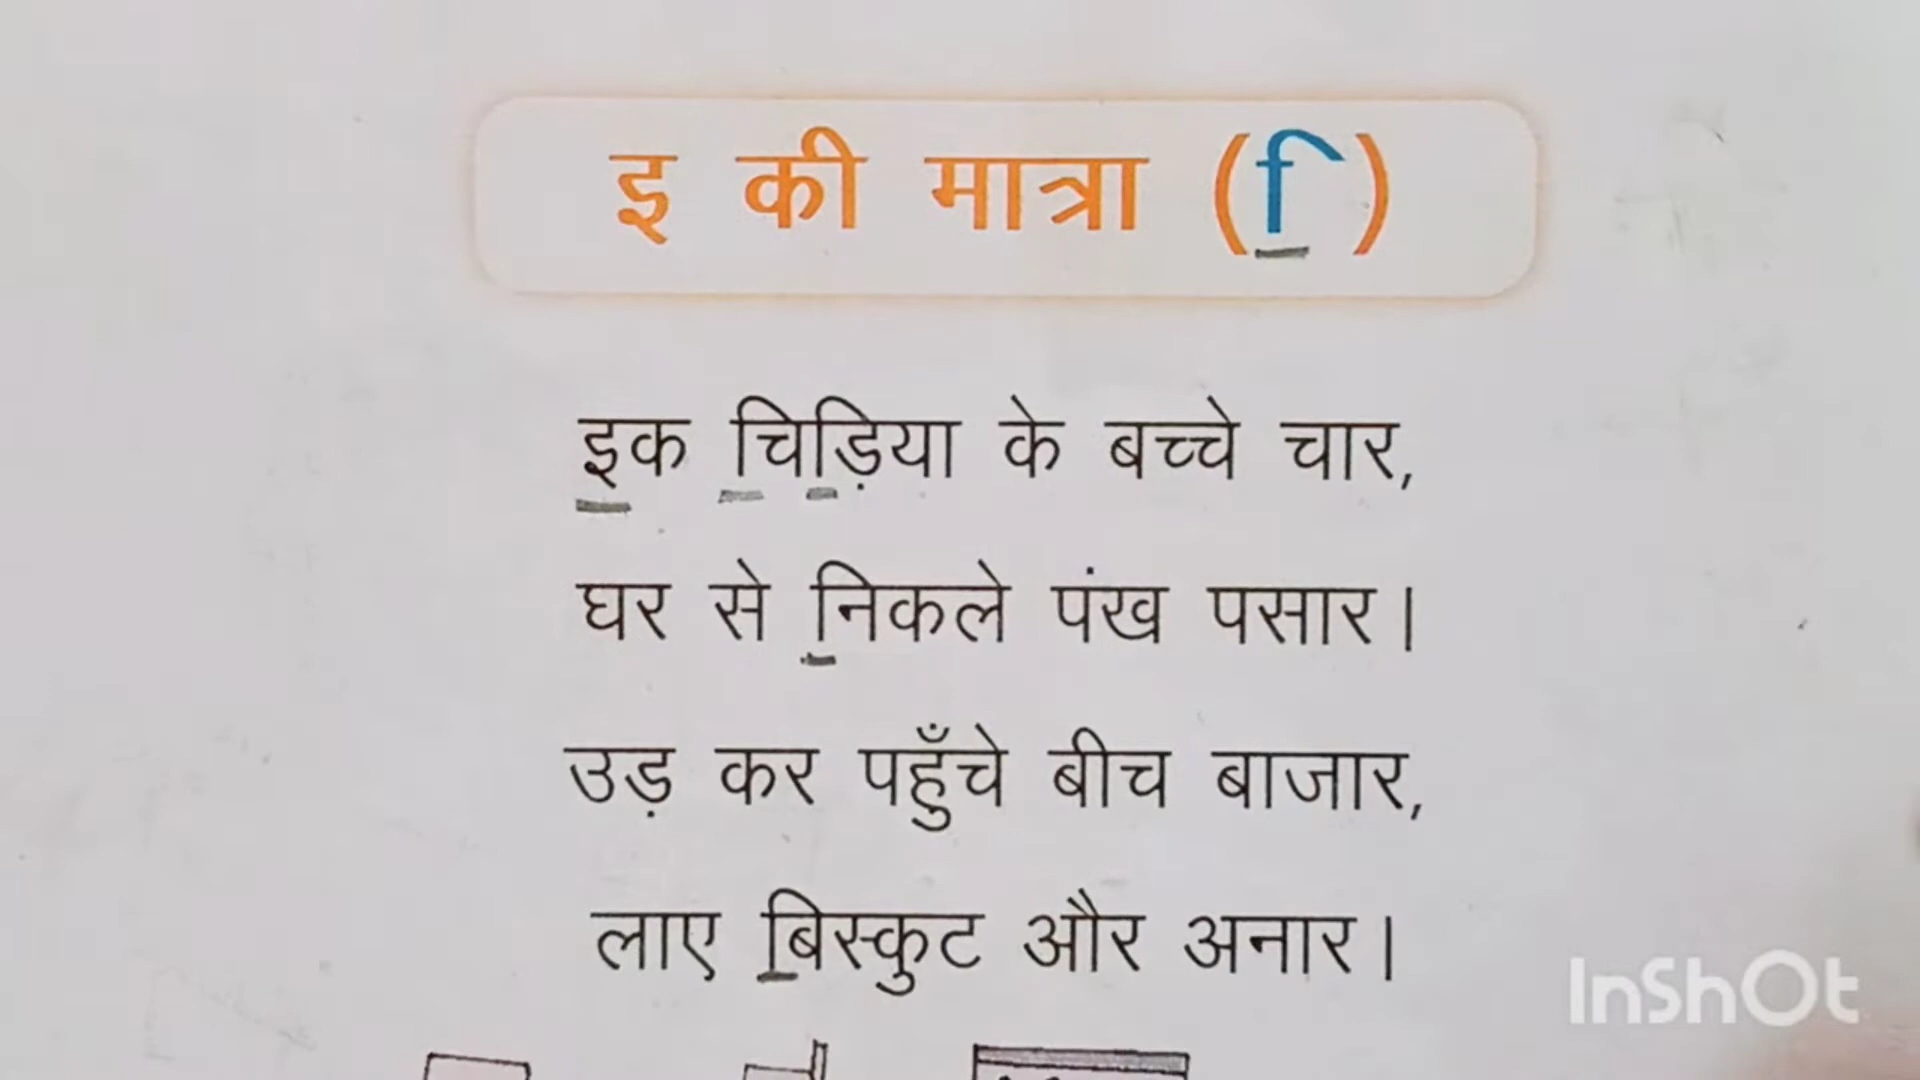 इ की मात्रा (ि)
इक चिड़िया के बच्चे चार,
घर से निकले पंख पसार।
उड़ कर पहुँचे बीच बाजार,
लाए बिस्कुट और अनार।
InShOt